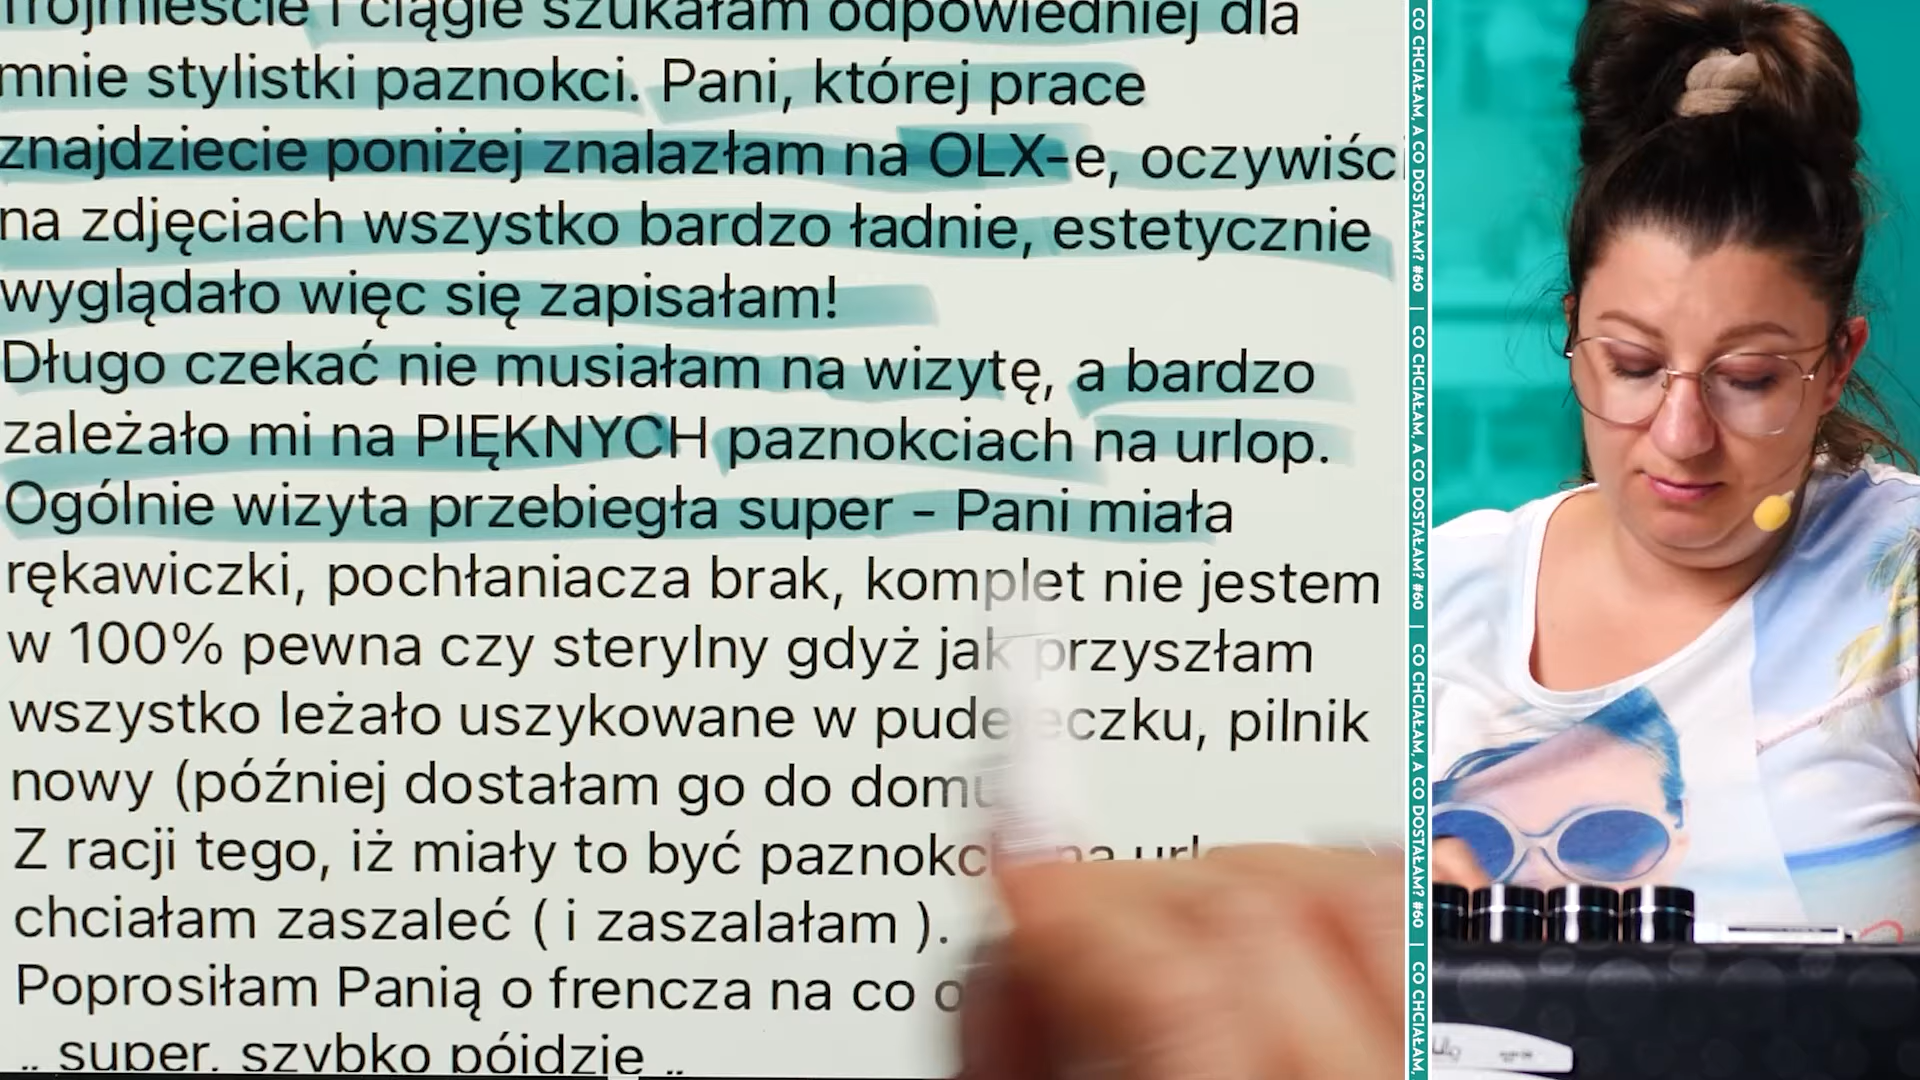 i ciągle szukałam odpowiedniej dla
mnie stylistki paznokci. Pani, której prace
znajdziecie poniżej znalazłam na OLX-e,
na zdjęciach wszystko bardzo ładnie, estetycznie
wyglądało więc się zapisałam!
Długo czekać nie musiałam na wizytę, a bardzo
zależało mi na PIĘKNYCH paznokciach na urlop.
Ogólnie wizyta przebiegła super - Pani miała
rękawiczki, pochłaniacza brak, komplet nie jestem
w 100% pewna czy sterylny gdyż jak przyszłam
wszystko leżało uszykowane w pudełeczku, pilnik
nowy (później dostałam go do domu
Z racji tego, iż miały to być na
chciałam zaszaleć ( i zaszalałam ).
Poprosiłam Panią o frencza na co
„ super, szybko pójdzie „
CO CHCIAŁAM, A CO DOSTAŁAM? #60 | CO CHCIAŁAM, A CO DOSTAŁAM? #60 | CO CHCIAŁAM, A CO DOSTAŁAM? #60 | CO CHCIAŁAM,